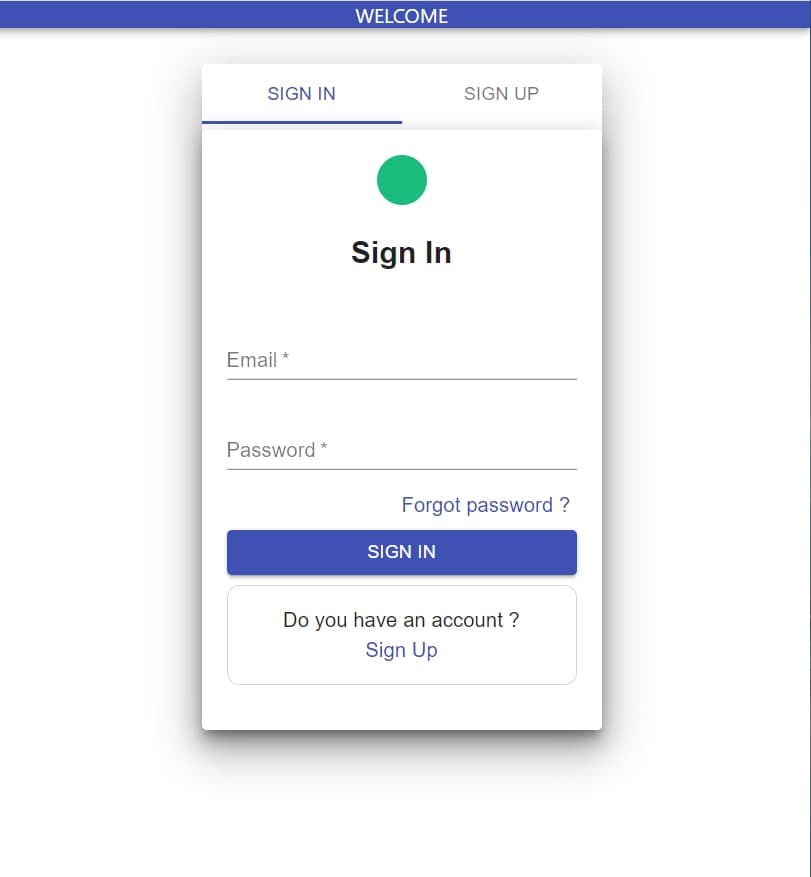 WELCOME
SIGN IN
SIGN UP
Sign In
Email *
Password *
Forgot password ?
SIGN IN
Do you have an account ?
Sign Up